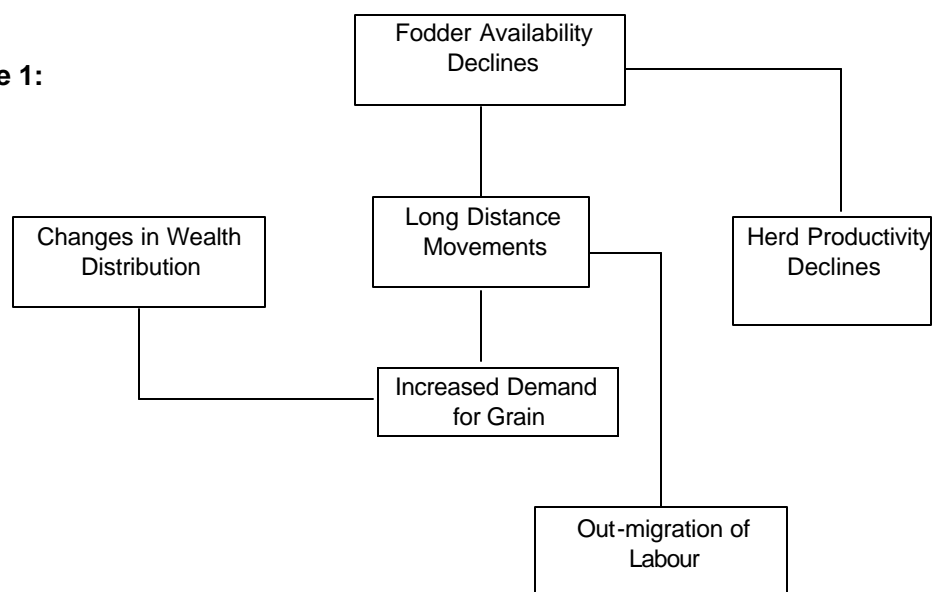 Fodder Availability
Declines
e 1:
Long Distance
Movements
Changes in Wealth
Distribution
Herd Productivity
Declines
Increased Demand
for Grain
Out-migration of
Labour